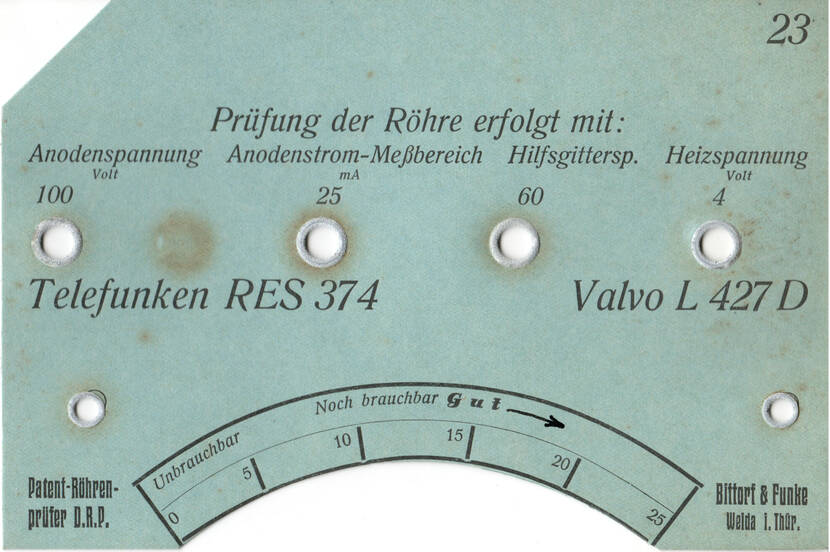 23
Prüfung der Röhre erfolgt mit:
Anodenspannung Anodenstrom-Meßbereich Hilfsgittersp. Heizspannung
Volt mA Volt
100 25 60 4
Telefunken RES 374 Valvo L 427 D
Unbrauchbar Noch brauchbar Gut
0 5 10 15 20 25
Patent-Röhren-
prüfer D.R.P.
Bittorf & Funke
Weida i. Thür.